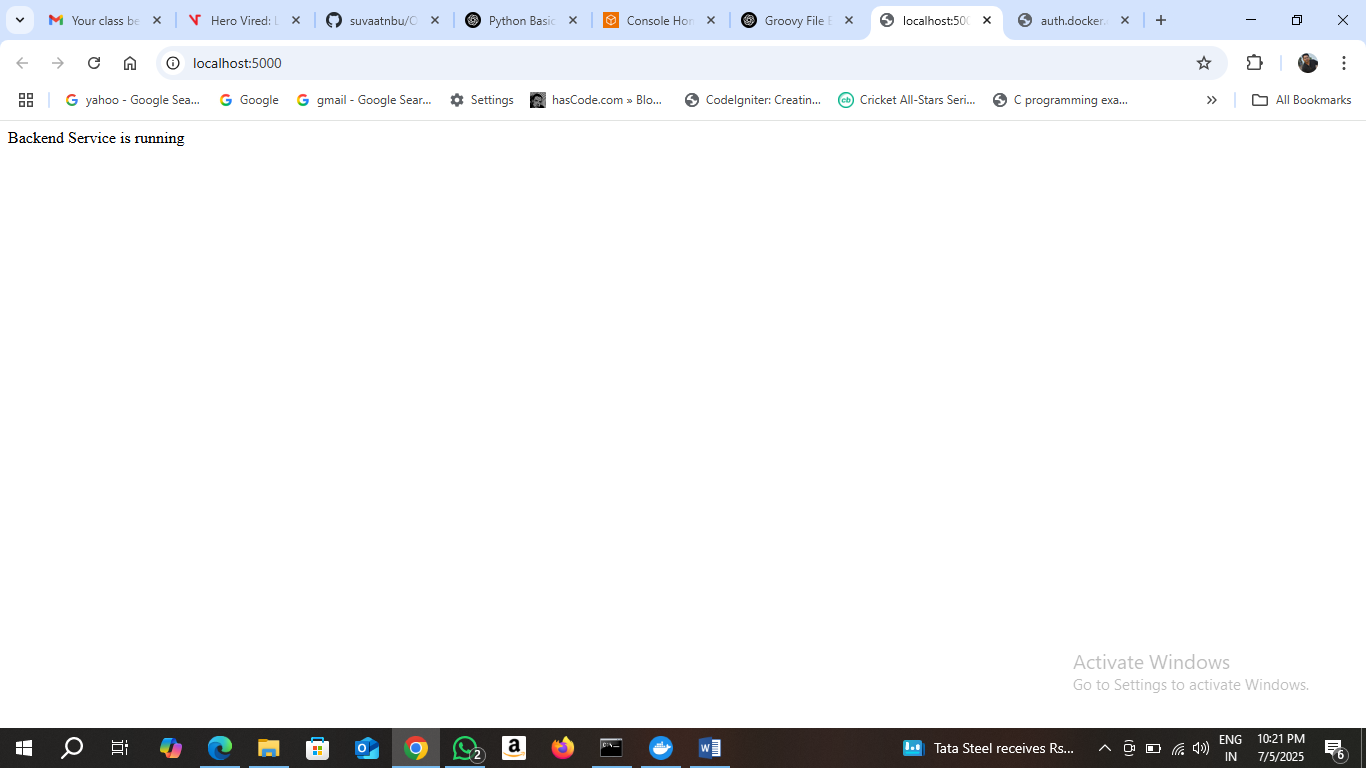 Your class be
Hero Vired: L
suvaatnbu/C
Python Basic
Console Hon
Groovy File E
localhost:500
auth.docker.
localhost:5000
yahoo - Google Sea...
Google
gmail - Google Sear...
Settings
hasCode.com » Blo...
CodeIgniter: Creatin...
cb
Cricket All-Stars Seri...
C programming exa...
All Bookmarks
Backend Service is running
Activate Windows
Go to Settings to activate Windows.
2
Tata Steel receives Rs...
ENG
IN
10:21 PM
7/5/2025
6